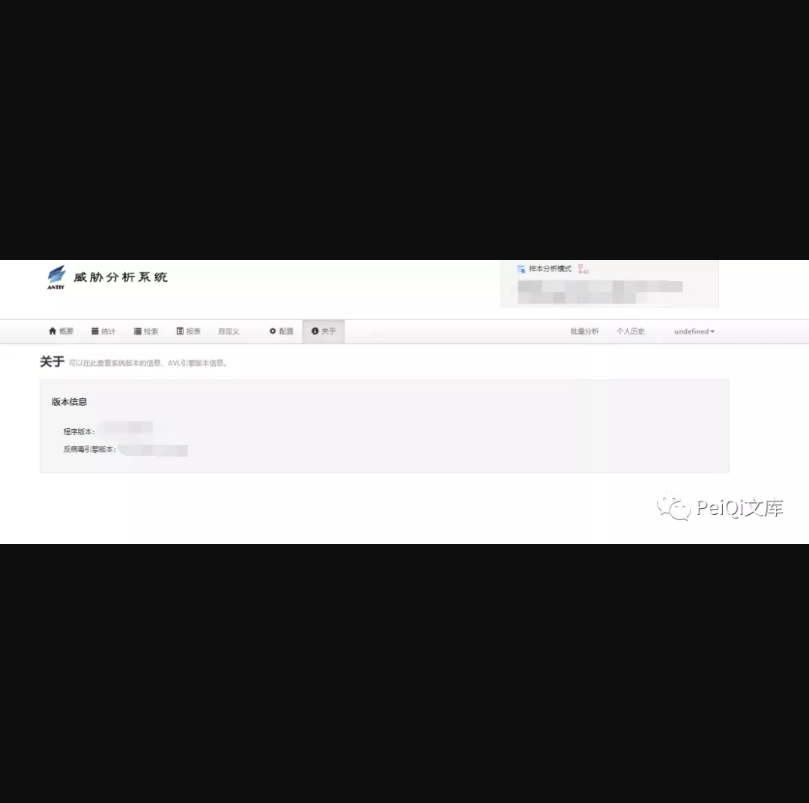 ANTIY 威胁分析系统
样本分析模式
概要 统计 检索 报表 自定义 配置 关于 批量分析 个人历史 undefined
关于 可以在此查看系统版本的信息、AVL引擎版本信息。
版本信息
程序版本：
反病毒引擎版本：
PeiQi文库